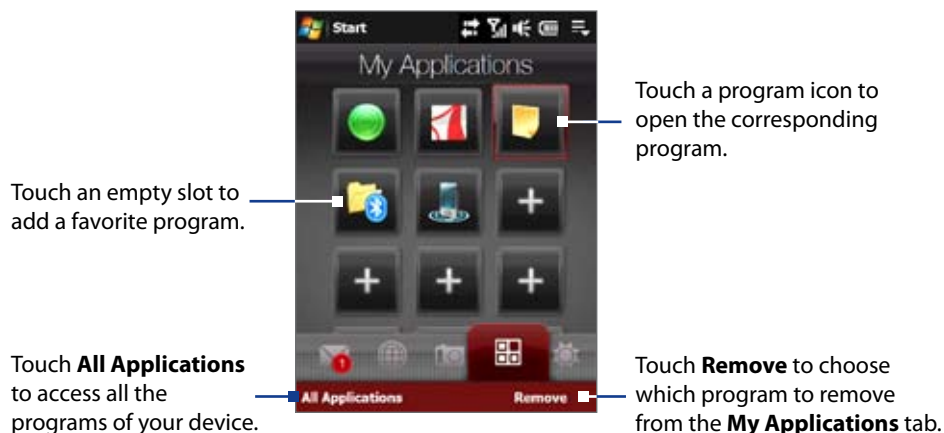 Start
My Applications
Touch a program icon to
open the corresponding
program.
Touch an empty slot to
add a favorite program.
1
Touch All Applications
to access all the
programs of your device.
All Applications
Remove
Touch Remove to choose
which program to remove
from the My Applications tab.